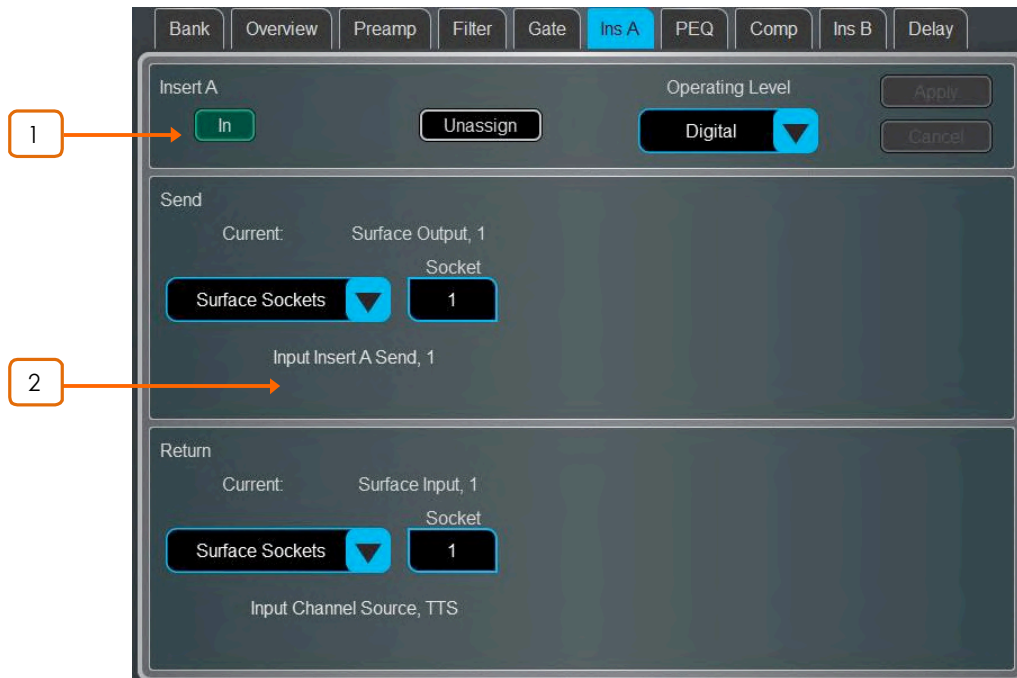 Bank Overview Preamp Filter Gate Ins A PEQ Comp Ins B Delay
Insert A Operating Level Apply
1 In Unassign Digital Cancel
Send
Current: Surface Output, 1
Socket
Surface Sockets 1
Input Insert A Send, 1
2
Return
Current: Surface Input, 1
Socket
Surface Sockets 1
Input Channel Source, TTS